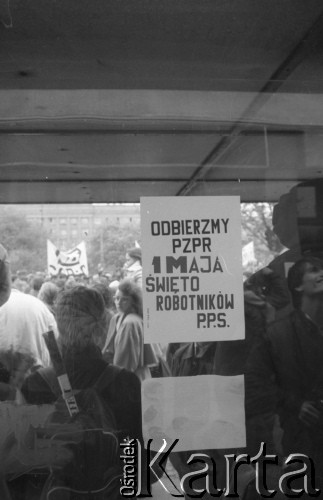 ODBIERZMY
PZPR
1 MAJA
ŚWIĘTO
ROBOTNIKÓW
P.P.S.
ośrodek
Karta